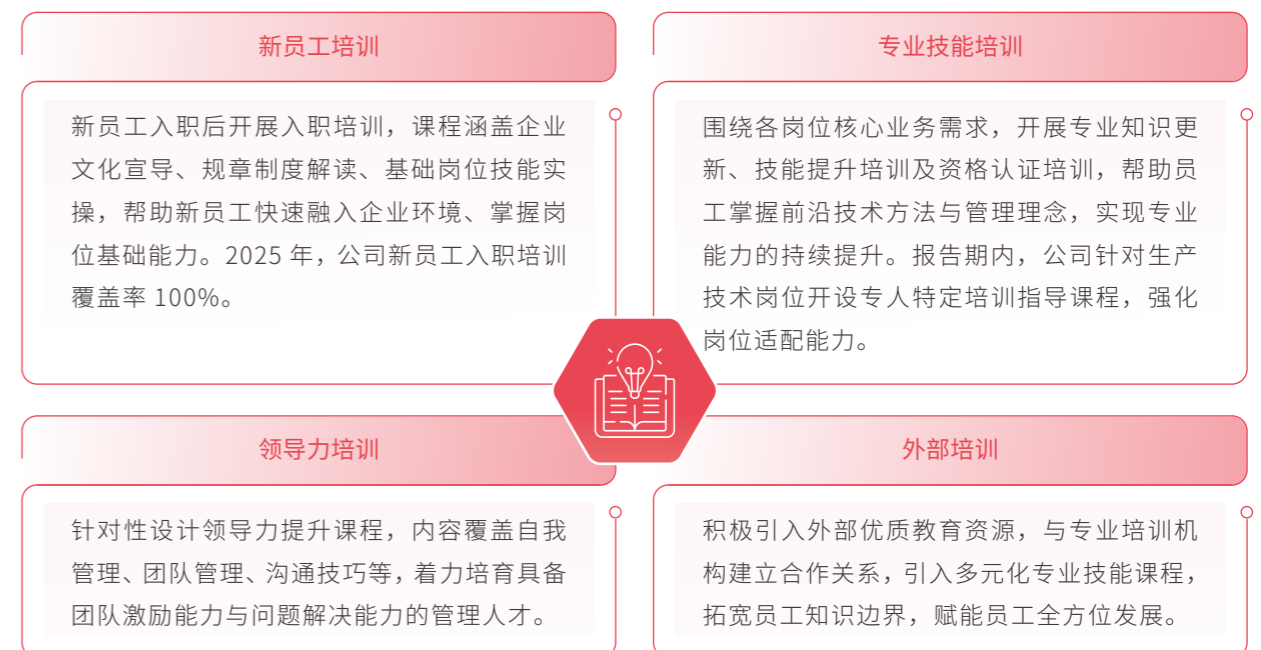 新员工培训
新员工入职后开展入职培训，课程涵盖企业
文化宣导、规章制度解读、基础岗位技能实
操，帮助新员工快速融入企业环境、掌握岗
位基础能力。2025 年，公司新员工入职培训
覆盖率 100%。
专业技能培训
围绕各岗位核心业务需求，开展专业知识更
新、技能提升培训及资格认证培训，帮助员
工掌握前沿技术方法与管理理念，实现专业
能力的持续提升。报告期内，公司针对生产
技术岗位开设专人特定培训指导课程，强化
岗位适配能力。
领导力培训
针对性设计领导力提升课程，内容覆盖自我
管理、团队管理、沟通技巧等，着力培育具备
团队激励能力与问题解决能力的管理人才。
外部培训
积极引入外部优质教育资源，与专业培训机
构建立合作关系，引入多元化专业技能课程，
拓宽员工知识边界，赋能员工全方位发展。